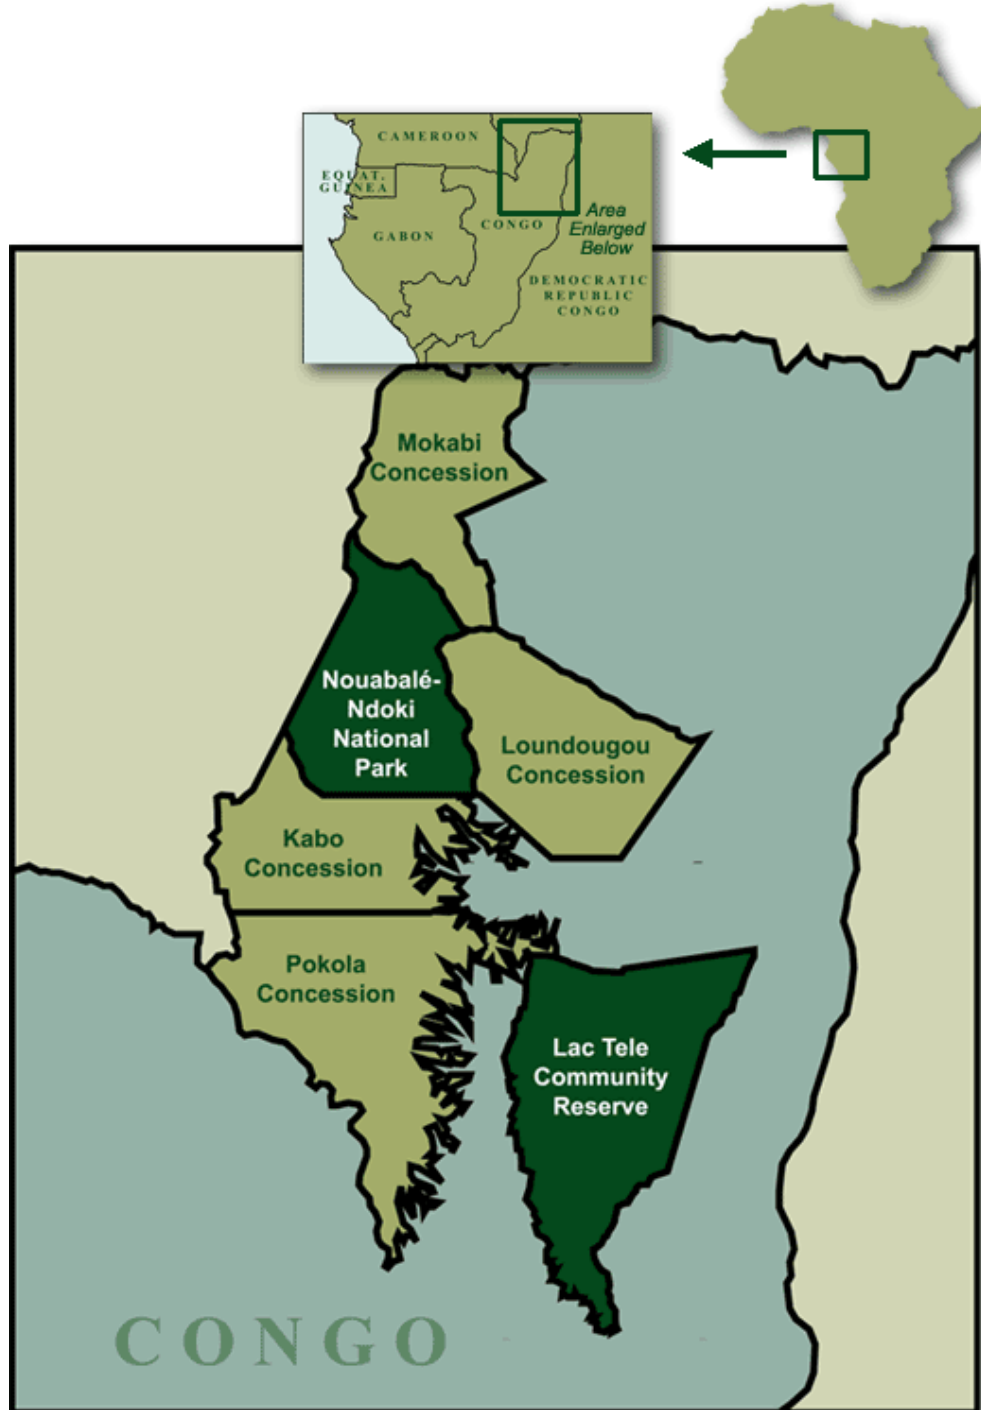 CAMEROON
EQUAT.
GUINEA
GABON
CONGO
Area
Enlarged
Below
DEMOCRATIC
REPUBLIC
CONGO
Mokabi
Concession
Nouabalé-
Ndoki
National
Park
Loundougou
Concession
Kabo
Concession
Pokola
Concession
Lac Tele
Community
Reserve
CONGO